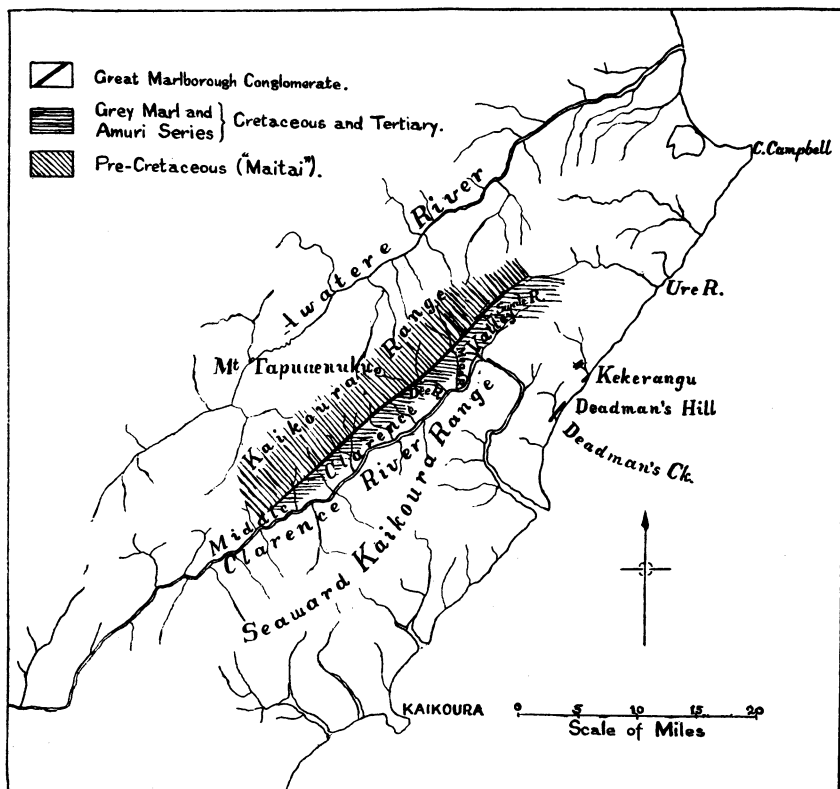 Great Marlborough Conglomerate.
Grey Marl and
Amuri Series } Cretaceous and Tertiary.
Pre-Cretaceous ("Maitai").
C. Campbell
Awatere River
Ure R.
Kaikoura Range
Mt Tapuaenuku
Dee R.
Kekerangu
Deadman's Hill
Deadman's Ck.
Middle Clarence Valley
Clarence River
Seaward Kaikoura Range
KAIKOURA
0 5 10 15 20
Scale of Miles